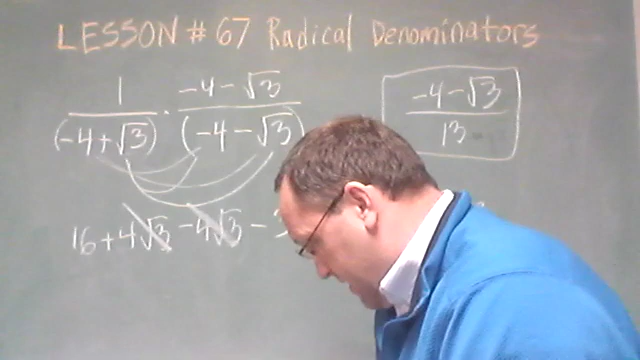 LESSON # 67 Radical Denominators
1 / (-4 + √3) · -4 - √3 / (-4 - √3)
-4 - √3 / 13
16 + 4√3 - 4√3 -